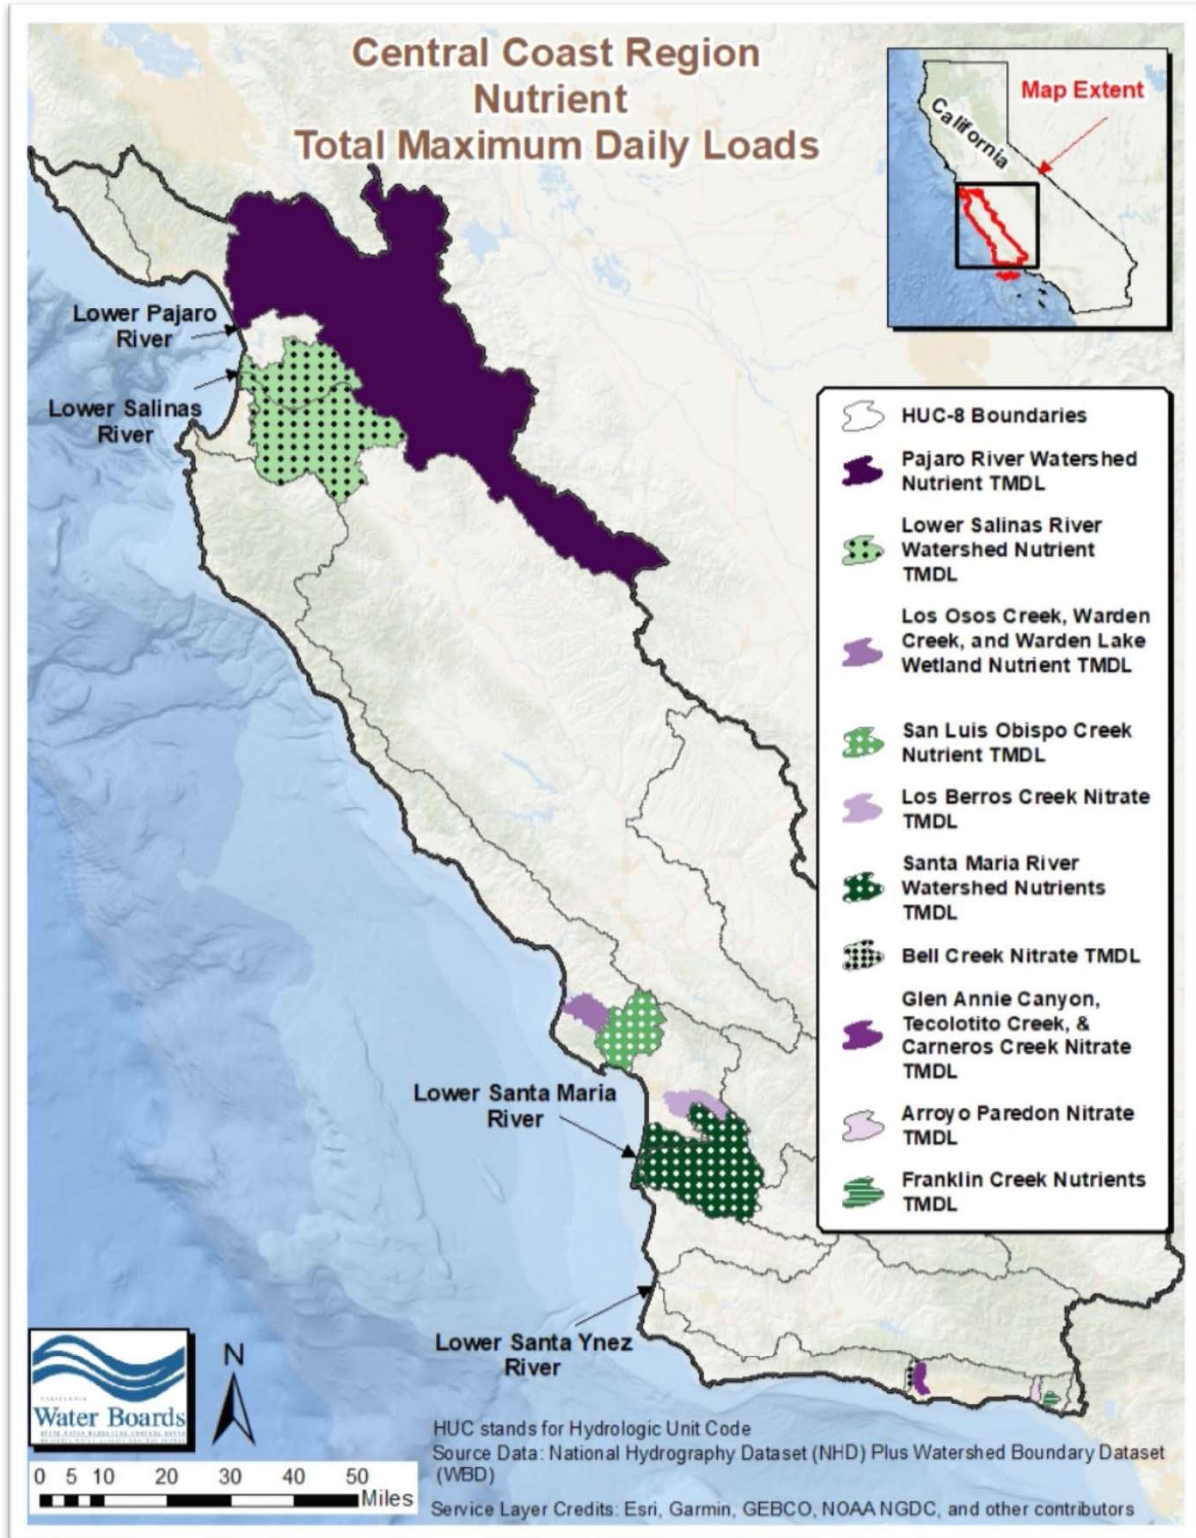 Central Coast Region
Nutrient
Total Maximum Daily Loads
Map Extent
California
Lower Pajaro
River
Lower Salinas
River
HUC-8 Boundaries
Pajaro River Watershed
Nutrient TMDL
Lower Salinas River
Watershed Nutrient
TMDL
Los Osos Creek, Warden
Creek, and Warden Lake
Wetland Nutrient TMDL
San Luis Obispo Creek
Nutrient TMDL
Los Berros Creek Nitrate
TMDL
Santa Maria River
Watershed Nutrients
TMDL
Bell Creek Nitrate TMDL
Glen Annie Canyon,
Tecolotito Creek, &
Carneros Creek Nitrate
TMDL
Arroyo Paredon Nitrate
TMDL
Franklin Creek Nutrients
TMDL
Lower Santa Maria
River
Lower Santa Ynez
River
CALIFORNIA
Water Boards
N
0 5 10 20 30 40 50
Miles
HUC stands for Hydrologic Unit Code
Source Data: National Hydrography Dataset (NHD) Plus Watershed Boundary Dataset
(WBD)
Service Layer Credits: Esri, Garmin, GEBCO, NOAA NGDC, and other contributors